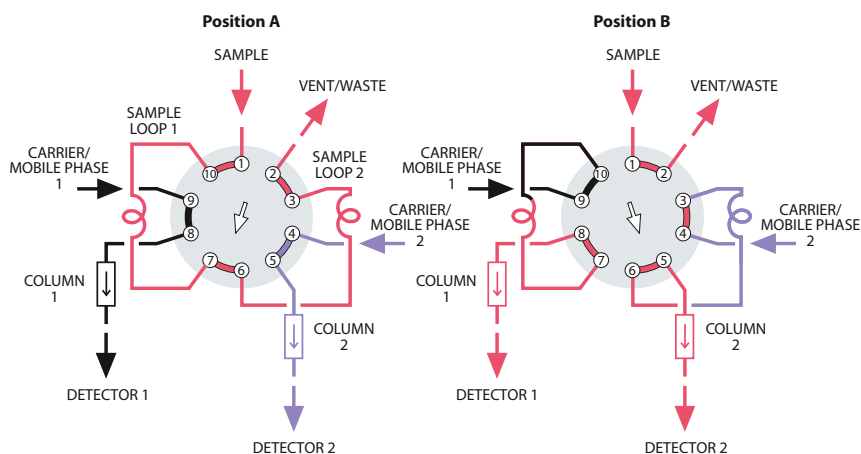 Position A
SAMPLE
VENT/WASTE
SAMPLE
LOOP 1
CARRIER/
MOBILE PHASE
1
SAMPLE
LOOP 2
CARRIER/
MOBILE PHASE
2
1
2
3
4
5
6
7
8
9
10
COLUMN
1
COLUMN
2
DETECTOR 1
DETECTOR 2
Position B
SAMPLE
VENT/WASTE
CARRIER/
MOBILE PHASE
1
CARRIER/
MOBILE PHASE
2
1
2
3
4
5
6
7
8
9
10
COLUMN
1
COLUMN
2
DETECTOR 1
DETECTOR 2